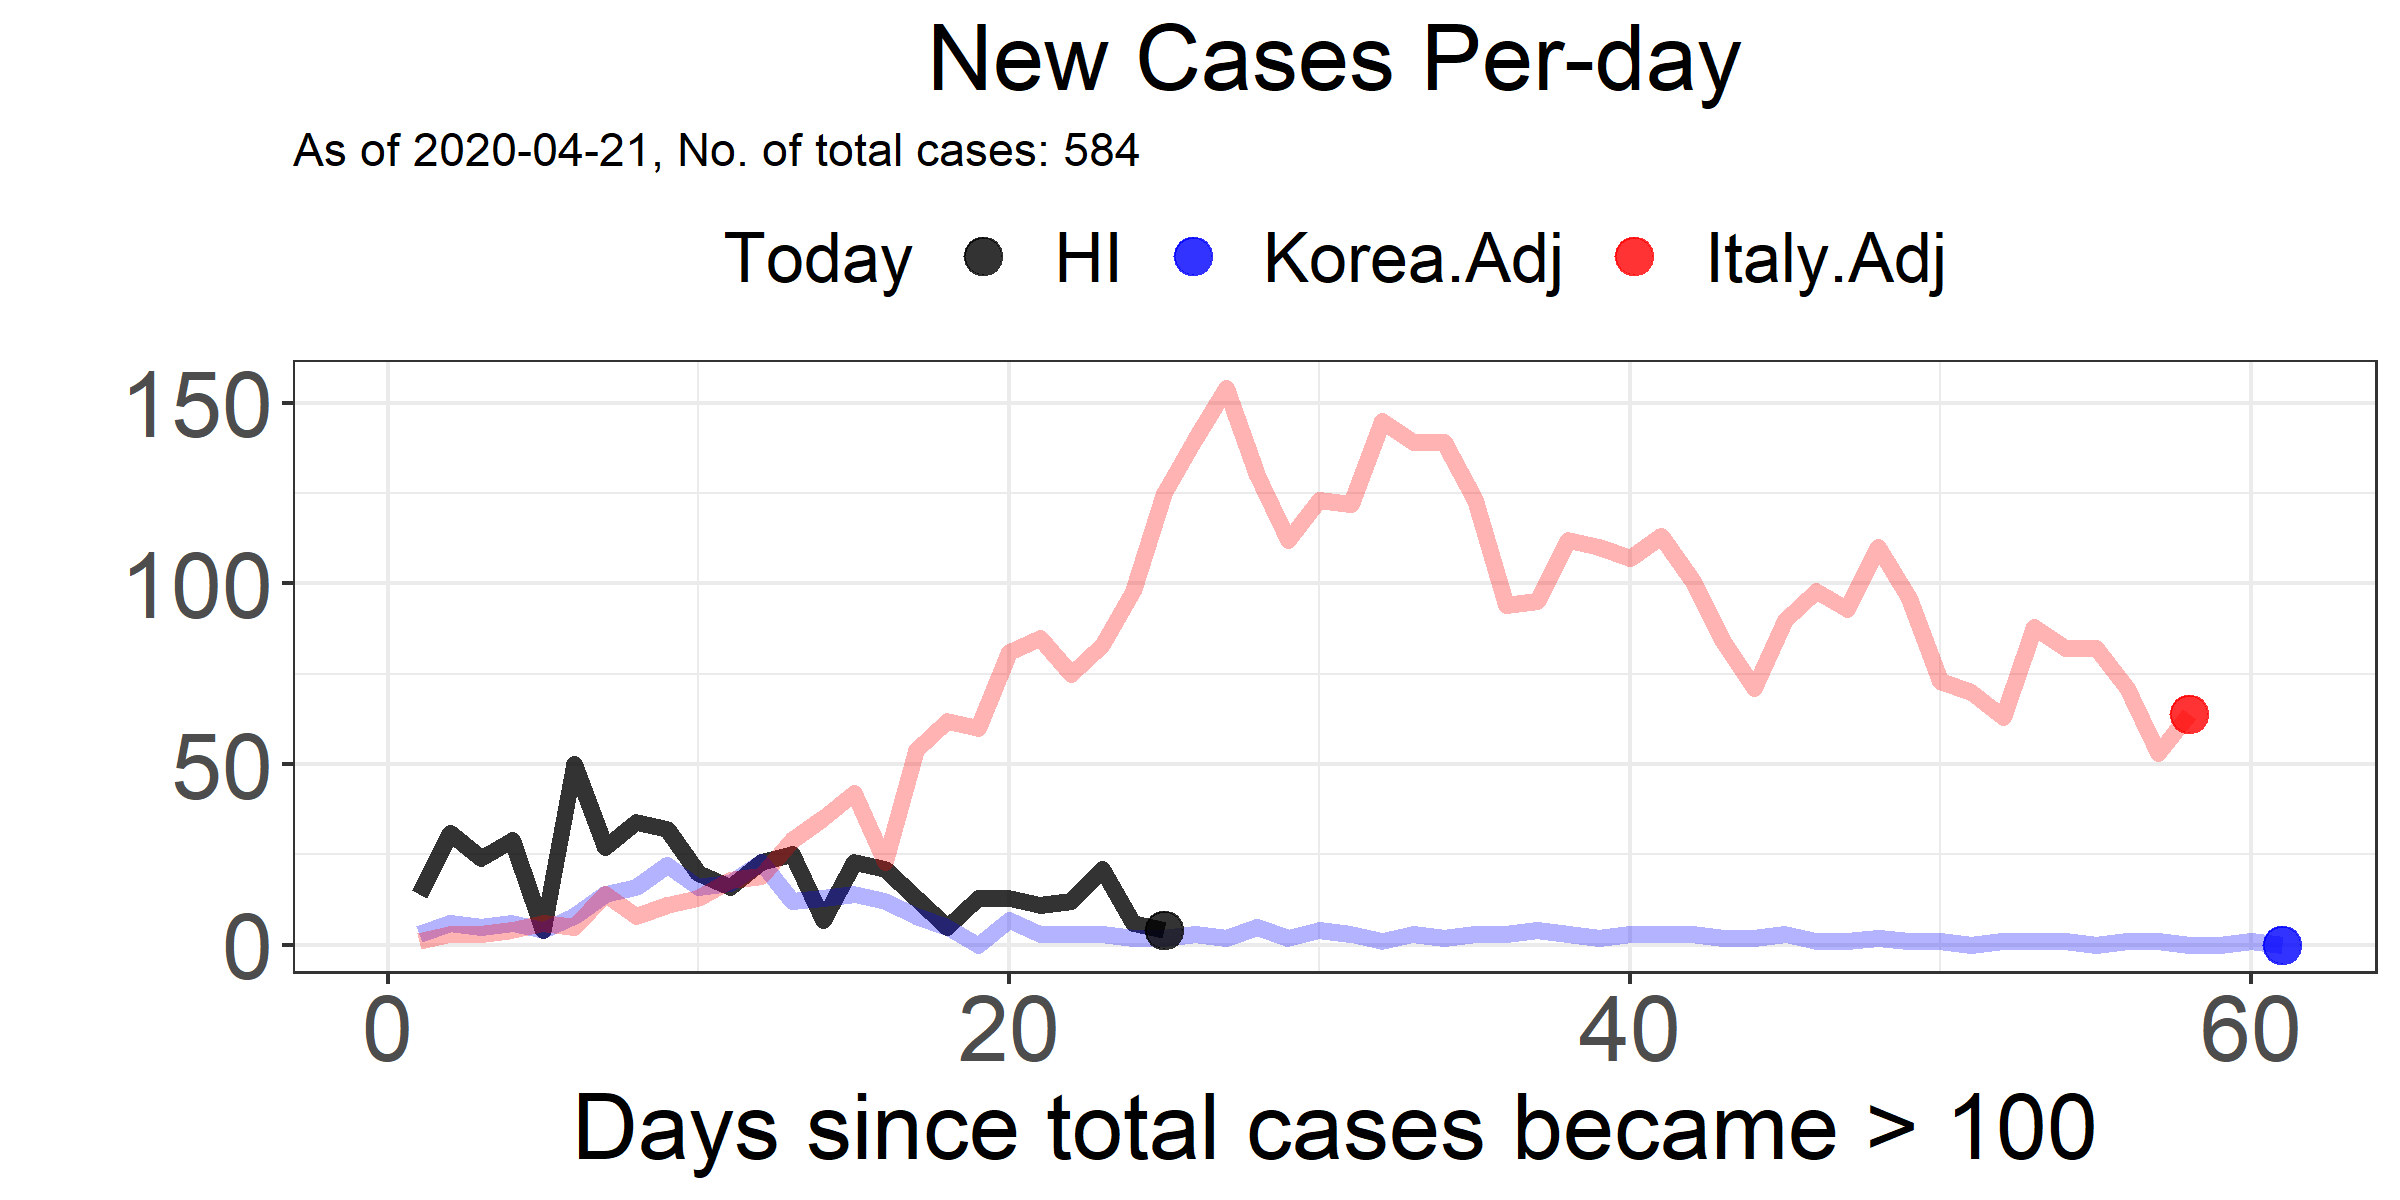 New Cases Per-day
As of 2020-04-21, No. of total cases: 584
Today HI Korea.Adj Italy.Adj
150
100
50
0
0 20 40 60
Days since total cases became > 100